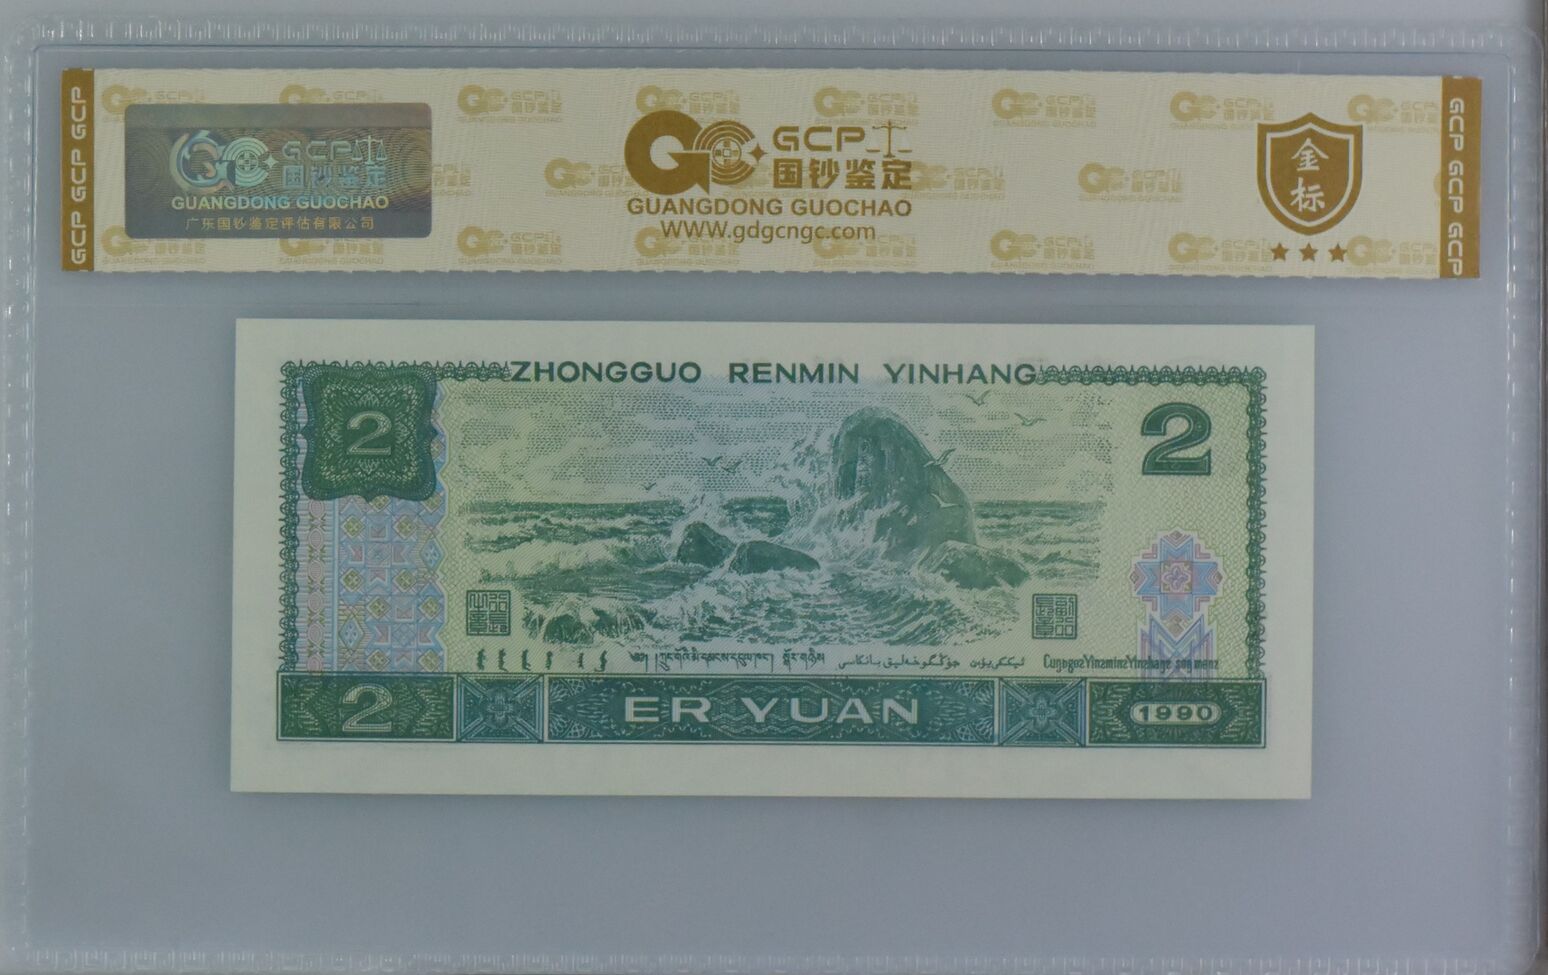 GCP
国钞鉴定
GUANGDONG GUOCHAO
广东国钞鉴定评估有限公司
GCP
国钞鉴定
GUANGDONG GUOCHAO
WWW.gdgcngc.com
金标
GCP GCP GCP
GCP GCP GCP
ZHONGGUO RENMIN YINHANG
2
2
2 ER YUAN 1990